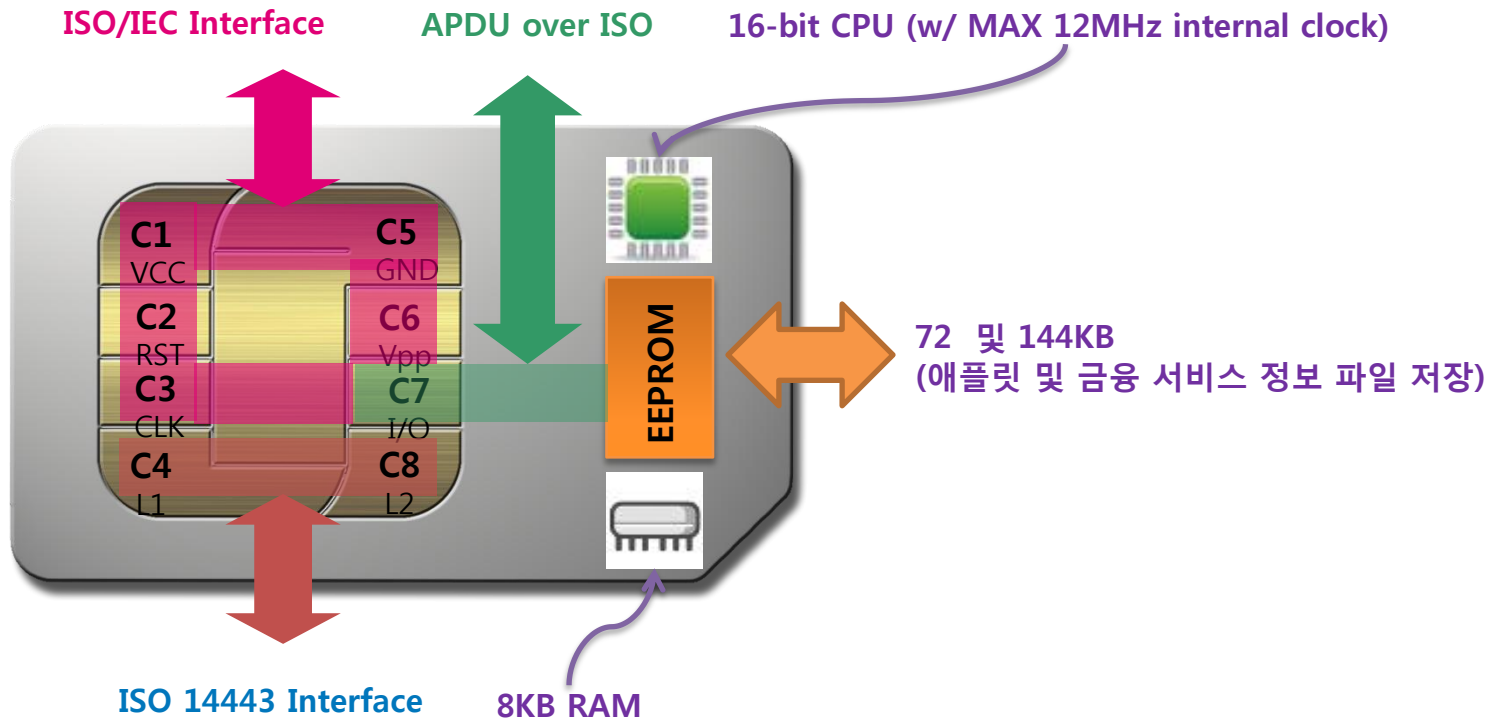 ISO/IEC Interface
APDU over ISO
16-bit CPU (w/ MAX 12MHz internal clock)
C1
VCC
C5
GND
C2
RST
C6
Vpp
C3
CLK
C7
I/O
C4
L1
C8
L2
EEPROM
72 및 144KB
(애플릿 및 금융 서비스 정보 파일 저장)
ISO 14443 Interface
8KB RAM